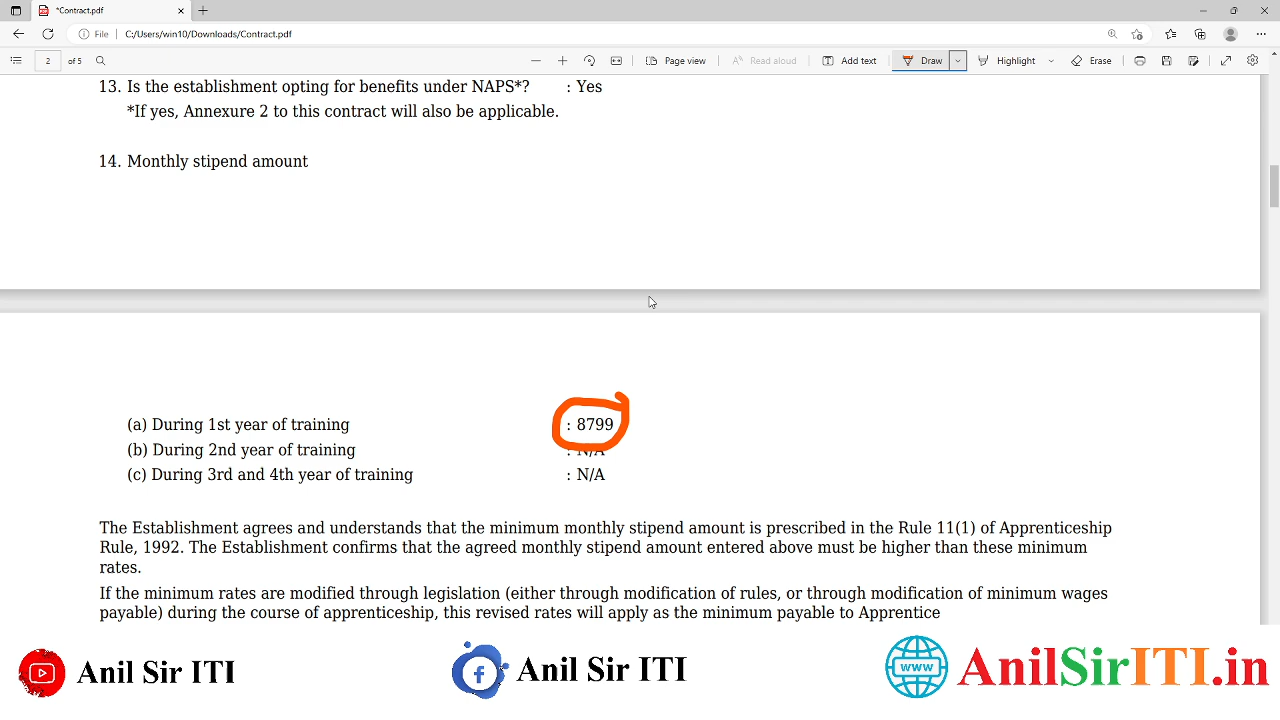 *Contract.pdf
File
C:/Users/win10/Downloads/Contract.pdf
2 of 5
Page view
Read aloud
Add text
Draw
Highlight
Erase
13. Is the establishment opting for benefits under NAPS*? : Yes
*If yes, Annexure 2 to this contract will also be applicable.
14. Monthly stipend amount
(a) During 1st year of training : 8799
(b) During 2nd year of training : N/A
(c) During 3rd and 4th year of training : N/A
The Establishment agrees and understands that the minimum monthly stipend amount is prescribed in the Rule 11(1) of Apprenticeship
Rule, 1992. The Establishment confirms that the agreed monthly stipend amount entered above must be higher than these minimum
rates.
If the minimum rates are modified through legislation (either through modification of rules, or through modification of minimum wages
payable) during the course of apprenticeship, this revised rates will apply as the minimum payable to Apprentice
Anil Sir ITI
Anil Sir ITI
www
AnilSirITI.in